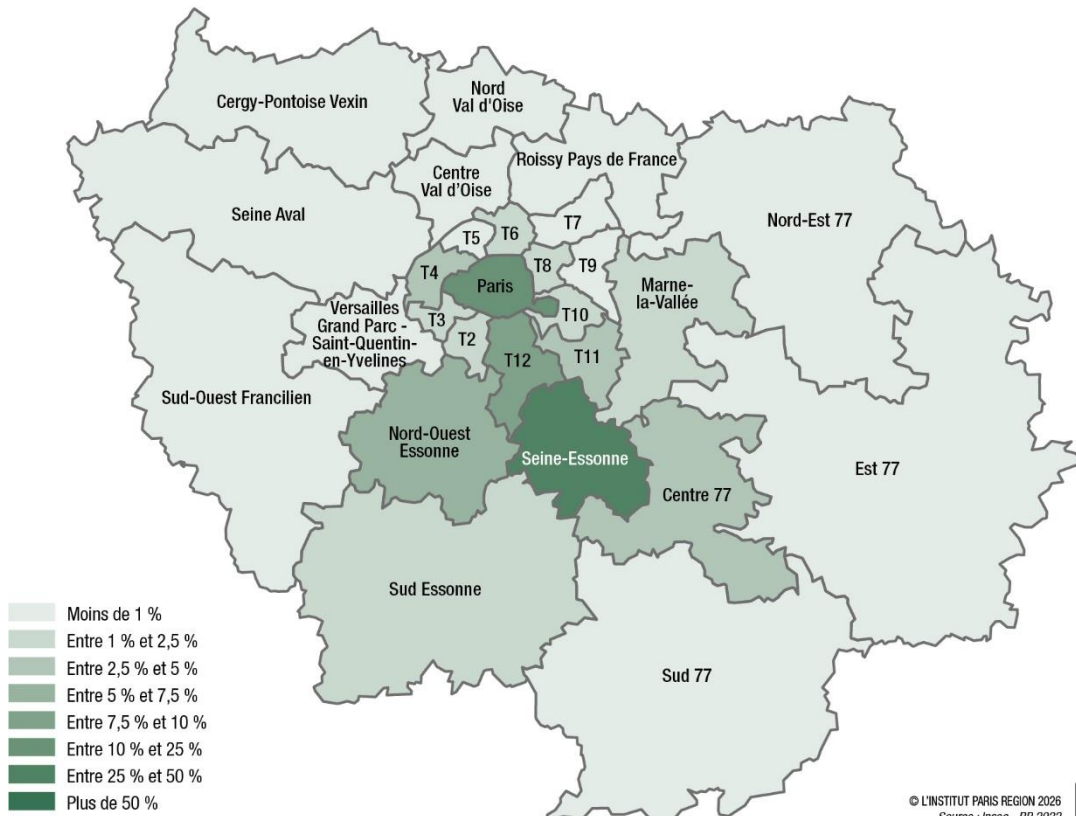 Cergy-Pontoise Vexin
Nord
Val d'Oise
Roissy Pays de France
Centre
Val d'Oise
Seine Aval
Nord-Est 77
T5
T6
T7
T4
T8
T9
Paris
Marne-
la-Vallée
Versailles
Grand Parc -
Saint-Quentin-
en-Yvelines
T3
T2
T10
T12
T11
Sud-Ouest Francilien
Nord-Ouest
Essonne
Seine-Essonne
Est 77
Centre 77
Sud Essonne
Sud 77
Moins de 1 %
Entre 1 % et 2,5 %
Entre 2,5 % et 5 %
Entre 5 % et 7,5 %
Entre 7,5 % et 10 %
Entre 10 % et 25 %
Entre 25 % et 50 %
Plus de 50 %
© L'INSTITUT PARIS REGION 2026
Source : Insee - RP 2022